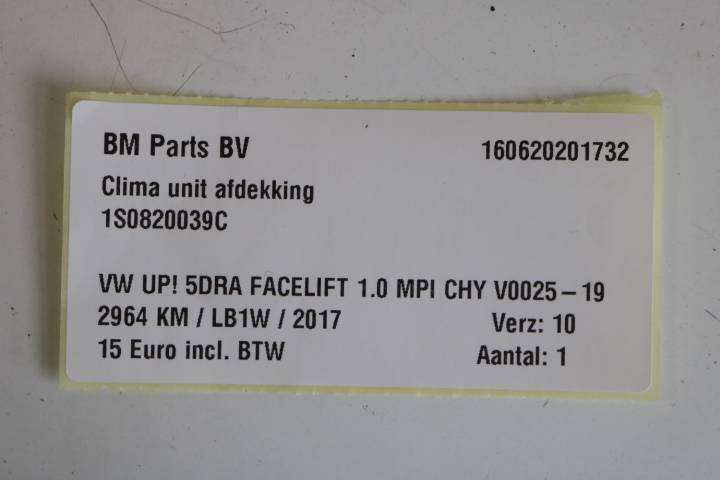 BM Parts BV 160620201732
Clima unit afdekking
1S0820039C
VW UP! 5DRA FACELIFT 1.0 MPI CHY V0025-19
2964 KM / LB1W / 2017 Verz: 10
15 Euro incl. BTW Aantal: 1